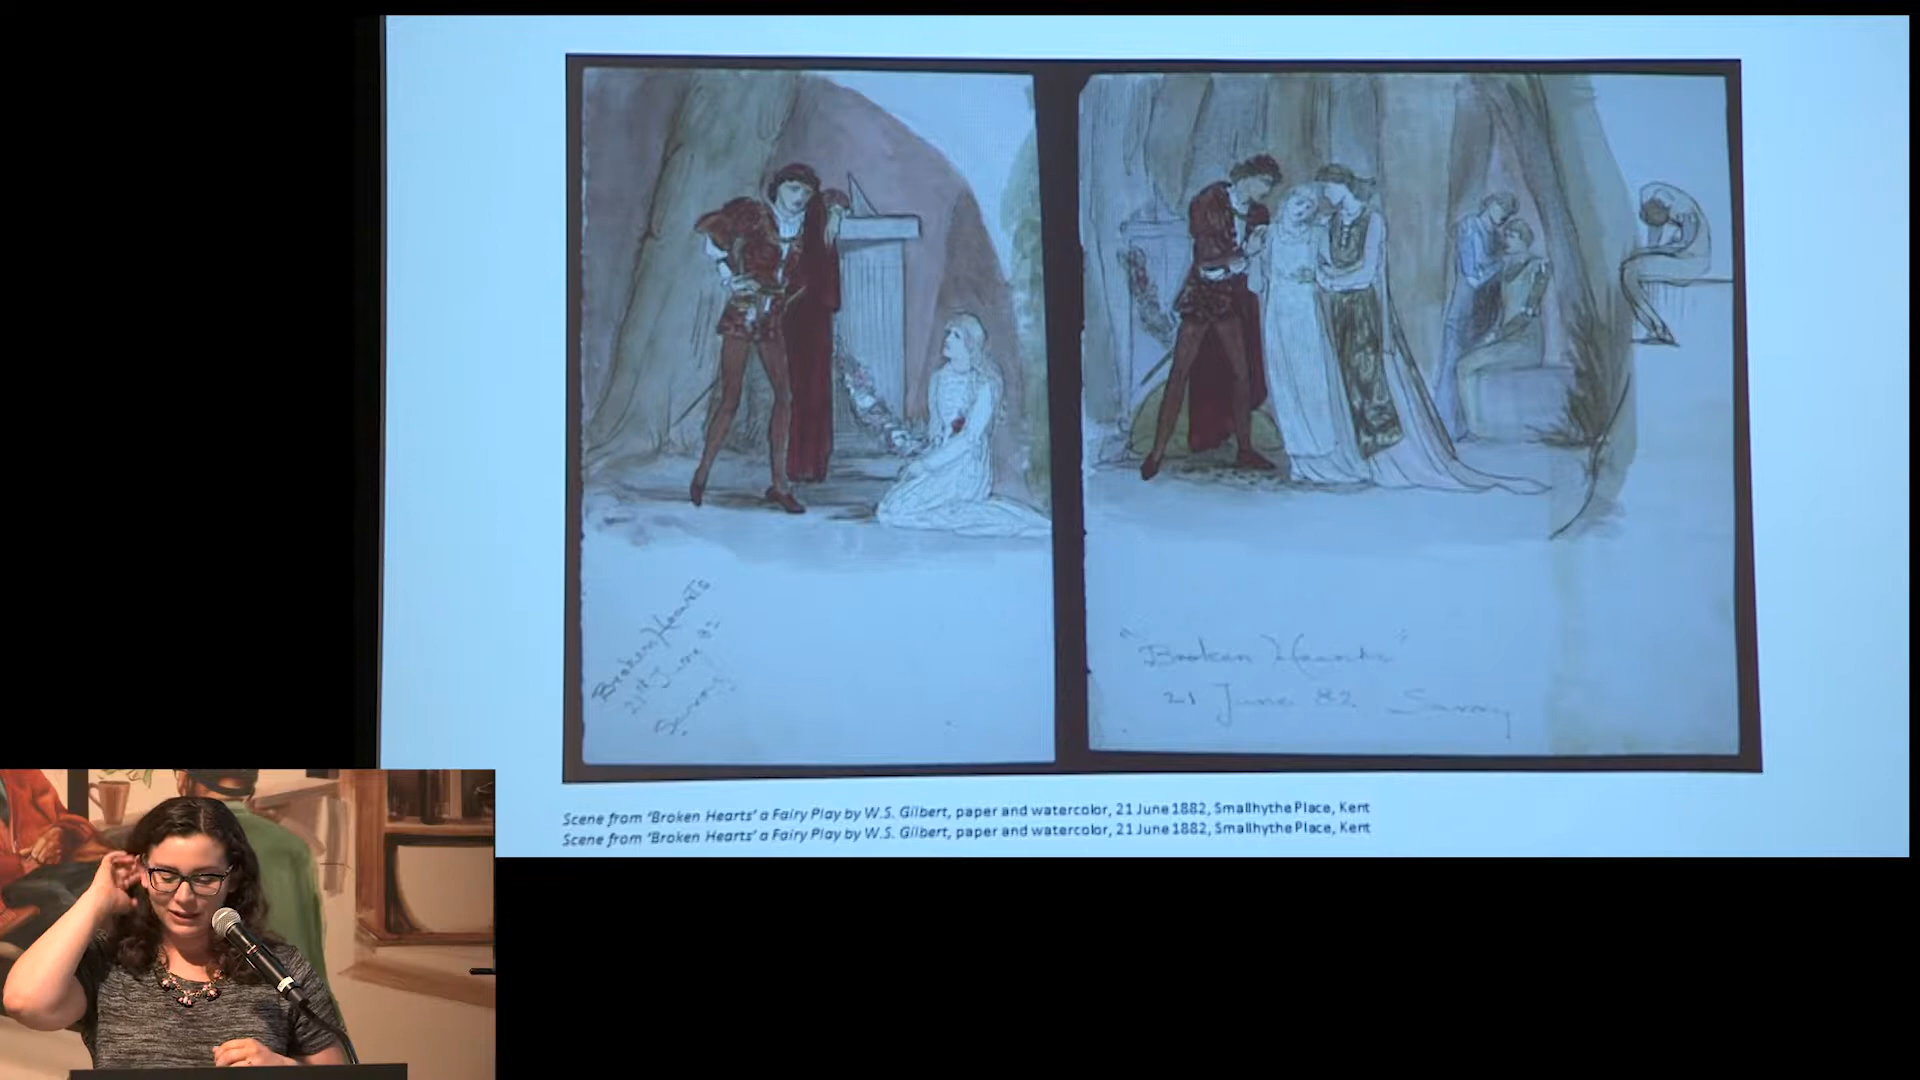 Broken Hearts
21st June 82
Savoy.
"Broken Hearts"
21 June 82 Savoy
Scene from ‘Broken Hearts’ a Fairy Play by W.S. Gilbert, paper and watercolor, 21 June 1882, Smallhythe Place, Kent
Scene from ‘Broken Hearts’ a Fairy Play by W.S. Gilbert, paper and watercolor, 21 June 1882, Smallhythe Place, Kent